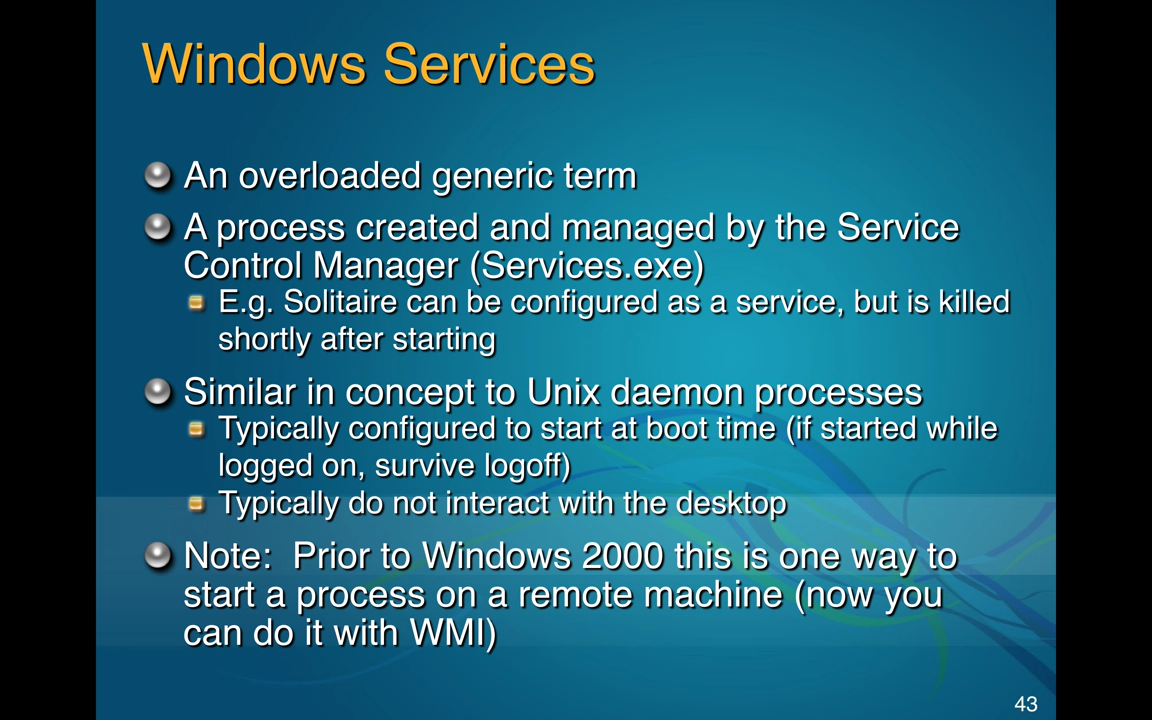 Windows Services
An overloaded generic term
A process created and managed by the Service
Control Manager (Services.exe)
E.g. Solitaire can be configured as a service, but is killed
shortly after starting
Similar in concept to Unix daemon processes
Typically configured to start at boot time (if started while
logged on, survive logoff)
Typically do not interact with the desktop
Note:  Prior to Windows 2000 this is one way to
start a process on a remote machine (now you
can do it with WMI)
43